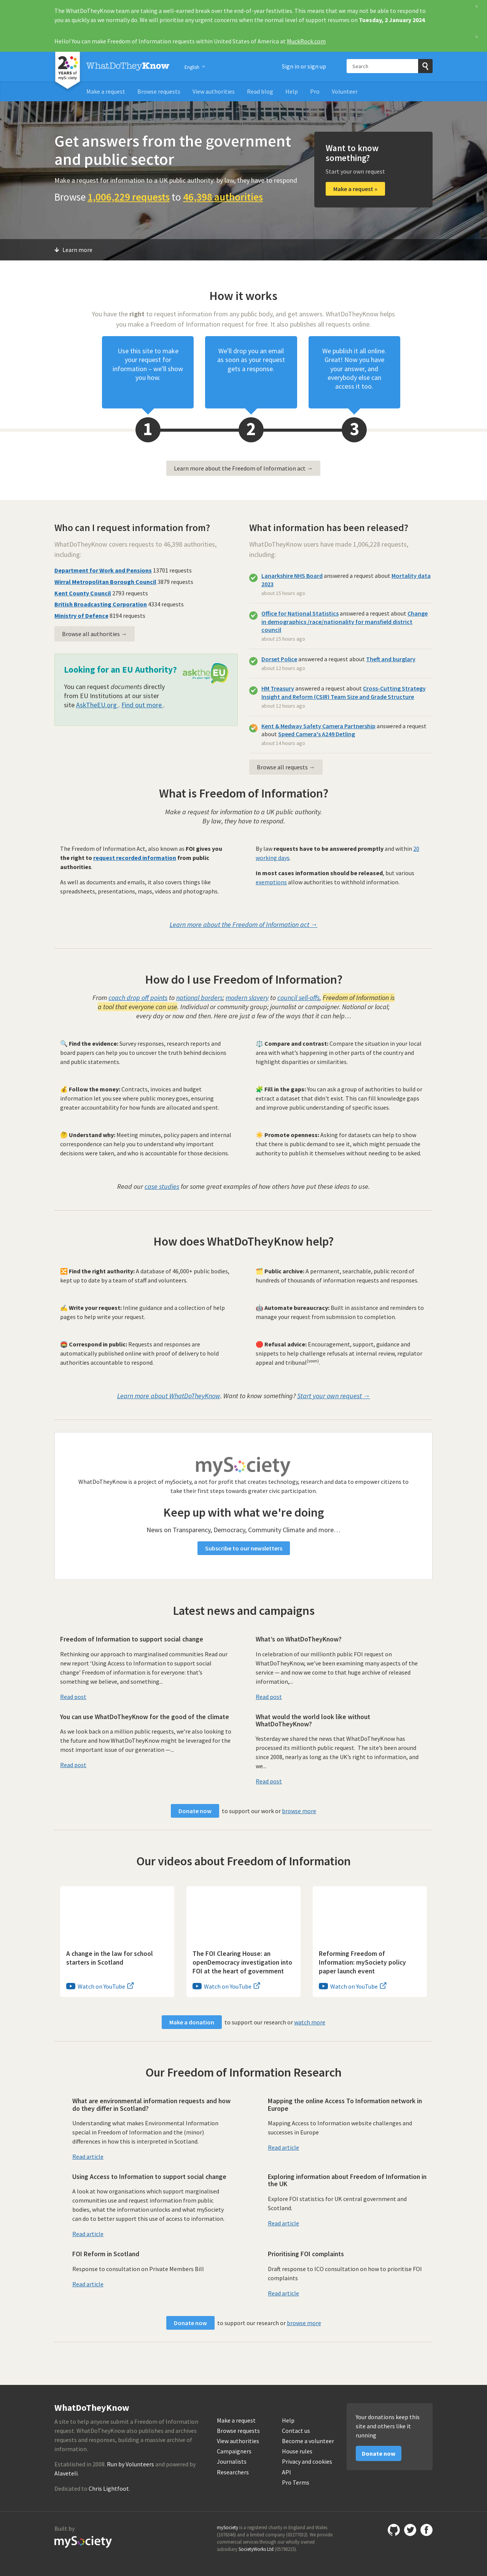 The WhatDoTheyKnow team are taking a well-earned break over the end-of-year festivities. This means that we may not be able to respond to
you as quickly as we normally do. We will prioritise any urgent concerns when the normal level of support resumes on Tuesday, 2 January 2024.
Hello! You can make Freedom of Information requests within United States of America at MuckRock.com
20
YEARS of
mySociety
WhatDoTheyKnow
English
Sign in or sign up
Search
Make a request
Browse requests
View authorities
Read blog
Help
Pro
Volunteer
Get answers from the government
and public sector
Make a request for information to a UK public authority: by law, they have to respond
Browse 1,006,229 requests to 46,398 authorities
Want to know
something?
Start your own request
Make a request »
Learn more
How it works
You have the right to request information from any public body, and get answers. WhatDoTheyKnow helps
you make a Freedom of Information request for free. It also publishes all requests online.
Use this site to make
your request for
information – we'll show
you how.
We'll drop you an email
as soon as your request
gets a response.
We publish it all online.
Great! Now you have
your answer, and
everybody else can
access it too.
1
2
3
Learn more about the Freedom of Information act →
Who can I request information from?
WhatDoTheyKnow covers requests to 46,398 authorities,
including:
Department for Work and Pensions 13701 requests
Wirral Metropolitan Borough Council 3879 requests
Kent County Council 2793 requests
British Broadcasting Corporation 4334 requests
Ministry of Defence 8194 requests
Browse all authorities →
Looking for an EU Authority?
You can request documents directly
from EU Institutions at our sister
site AskTheEU.org . Find out more .
asktheEU
What information has been released?
WhatDoTheyKnow users have made 1,006,228 requests,
including:
Lanarkshire NHS Board answered a request about Mortality data
2023
about 15 hours ago
Office for National Statistics answered a request about Change
in demographics /race/nationality for mansfield district
council
about 15 hours ago
Dorset Police answered a request about Theft and burglary
about 12 hours ago
HM Treasury answered a request about Cross-Cutting Strategy
Insight and Reform (CSIR) Team Size and Grade Structure
about 12 hours ago
Kent & Medway Safety Camera Partnership answered a request
about Speed Camera's A249 Detling
about 14 hours ago
Browse all requests →
What is Freedom of Information?
Make a request for information to a UK public authority.
By law, they have to respond.
The Freedom of Information Act, also known as FOI gives you
the right to request recorded information from public
authorities.
As well as documents and emails, it also covers things like
spreadsheets, presentations, maps, videos and photographs.
By law requests have to be answered promptly and within 20
working days.
In most cases information should be released, but various
exemptions allow authorities to withhold information.
Learn more about the Freedom of Information act →
How do I use Freedom of Information?
From coach drop off points to national borders; modern slavery to council sell-offs, Freedom of Information is
a tool that everyone can use. Individual or community group; journalist or campaigner. National or local;
every day or now and then. Here are just a few of the ways that it can help…
🔍 Find the evidence: Survey responses, research reports and
board papers can help you to uncover the truth behind decisions
and public statements.
⚖️ Compare and contrast: Compare the situation in your local
area with what's happening in other parts of the country and
highlight disparities or similarities.
💰 Follow the money: Contracts, invoices and budget
information let you see where public money goes, ensuring
greater accountability for how funds are allocated and spent.
🧩 Fill in the gaps: You can ask a group of authorities to build or
extract a dataset that didn't exist. This can fill knowledge gaps
and improve public understanding of specific issues.
🤔 Understand why: Meeting minutes, policy papers and internal
correspondence can help you to understand why important
decisions were taken, and who is accountable for those decisions.
☀️ Promote openness: Asking for datasets can help to show
that there is public demand to see it, which might persuade the
authority to publish it themselves without needing to be asked.
Read our case studies for some great examples of how others have put these ideas to use.
How does WhatDoTheyKnow help?
🔀 Find the right authority: A database of 46,000+ public bodies,
kept up to date by a team of staff and volunteers.
🗂️ Public archive: A permanent, searchable, public record of
hundreds of thousands of information requests and responses.
✍️ Write your request: Inline guidance and a collection of help
pages to help write your request.
🤖 Automate bureaucracy: Built in assistance and reminders to
manage your request from submission to completion.
Correspond in public: Requests and responses are
automatically published online with proof of delivery to hold
authorities accountable to respond.
🛑 Refusal advice: Encouragement, support, guidance and
snippets to help challenge refusals at internal review, regulator
appeal and tribunal(soon).
Learn more about WhatDoTheyKnow. Want to know something? Start your own request →
mySociety
WhatDoTheyKnow is a project of mySociety, a not for profit that creates technology, research and data to empower citizens to
take their first steps towards greater civic participation.
Keep up with what we're doing
News on Transparency, Democracy, Community Climate and more…
Subscribe to our newsletters
Latest news and campaigns
Freedom of Information to support social change
Rethinking our approach to marginalised communities Read our
new report 'Using Access to Information to support social
change' Freedom of information is for everyone: that's
something we believe, and something...
Read post
What's on WhatDoTheyKnow?
In celebration of our millionth public FOI request on
WhatDoTheyKnow, we've been examining many aspects of the
service — and now we come to that huge archive of released
information,...
Read post
You can use WhatDoTheyKnow for the good of the climate
As we look back on a million public requests, we're also looking to
the future and how WhatDoTheyKnow might be leveraged for the
most important issue of our generation —...
Read post
What would the world look like without
WhatDoTheyKnow?
Yesterday we shared the news that WhatDoTheyKnow has
processed its millionth public request. The site's been around
since 2008, nearly as long as the UK's right to information, and
we...
Read post
Donate now to support our work or browse more
Our videos about Freedom of Information
A change in the law for school
starters in Scotland
Watch on YouTube
The FOI Clearing House: an
openDemocracy investigation into
FOI at the heart of government
Watch on YouTube
Reforming Freedom of
Information: mySociety policy
paper launch event
Watch on YouTube
Make a donation to support our research or watch more
Our Freedom of Information Research
What are environmental information requests and how
do they differ in Scotland?
Understanding what makes Environmental Information
special in Freedom of Information and the (minor)
differences in how this is interpreted in Scotland.
Read article
Mapping the online Access To Information network in
Europe
Mapping Access to Information website challenges and
successes in Europe
Read article
Using Access to Information to support social change
A look at how organisations which support marginalised
communities use and request information from public
bodies, what the information unlocks and what mySociety
can do to better support this use of access to information.
Read article
Exploring information about Freedom of Information in
the UK
Explore FOI statistics for UK central government and
Scotland.
Read article
FOI Reform in Scotland
Response to consultation on Private Members Bill
Read article
Prioritising FOI complaints
Draft response to ICO consultation on how to prioritise FOI
complaints
Read article
Donate now to support our research or browse more
WhatDoTheyKnow
A site to help anyone submit a Freedom of Information
request. WhatDoTheyKnow also publishes and archives
requests and responses, building a massive archive of
information.
Established in 2008. Run by Volunteers and powered by
Alaveteli.
Dedicated to Chris Lightfoot.
Make a request
Browse requests
View authorities
Campaigners
Journalists
Researchers
Help
Contact us
Become a volunteer
House rules
Privacy and cookies
API
Pro Terms
Your donations keep this
site and others like it
running
Donate now
Built by
mySociety
mySociety is a registered charity in England and Wales
(1076346) and a limited company (03277032). We provide
commercial services through our wholly owned
subsidiary SocietyWorks Ltd (05798215).